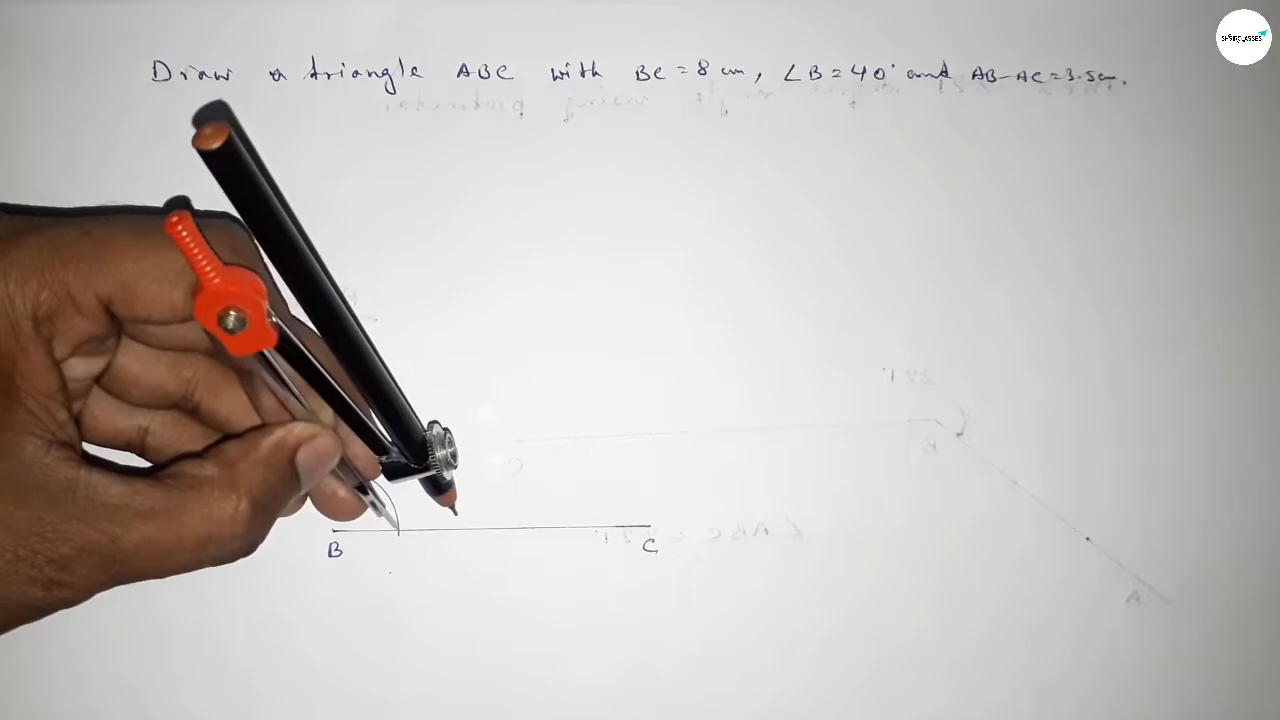 Draw a triangle ABC with BC = 8 cm, ∠B = 40° and AB - AC = 3.5cm.
B C